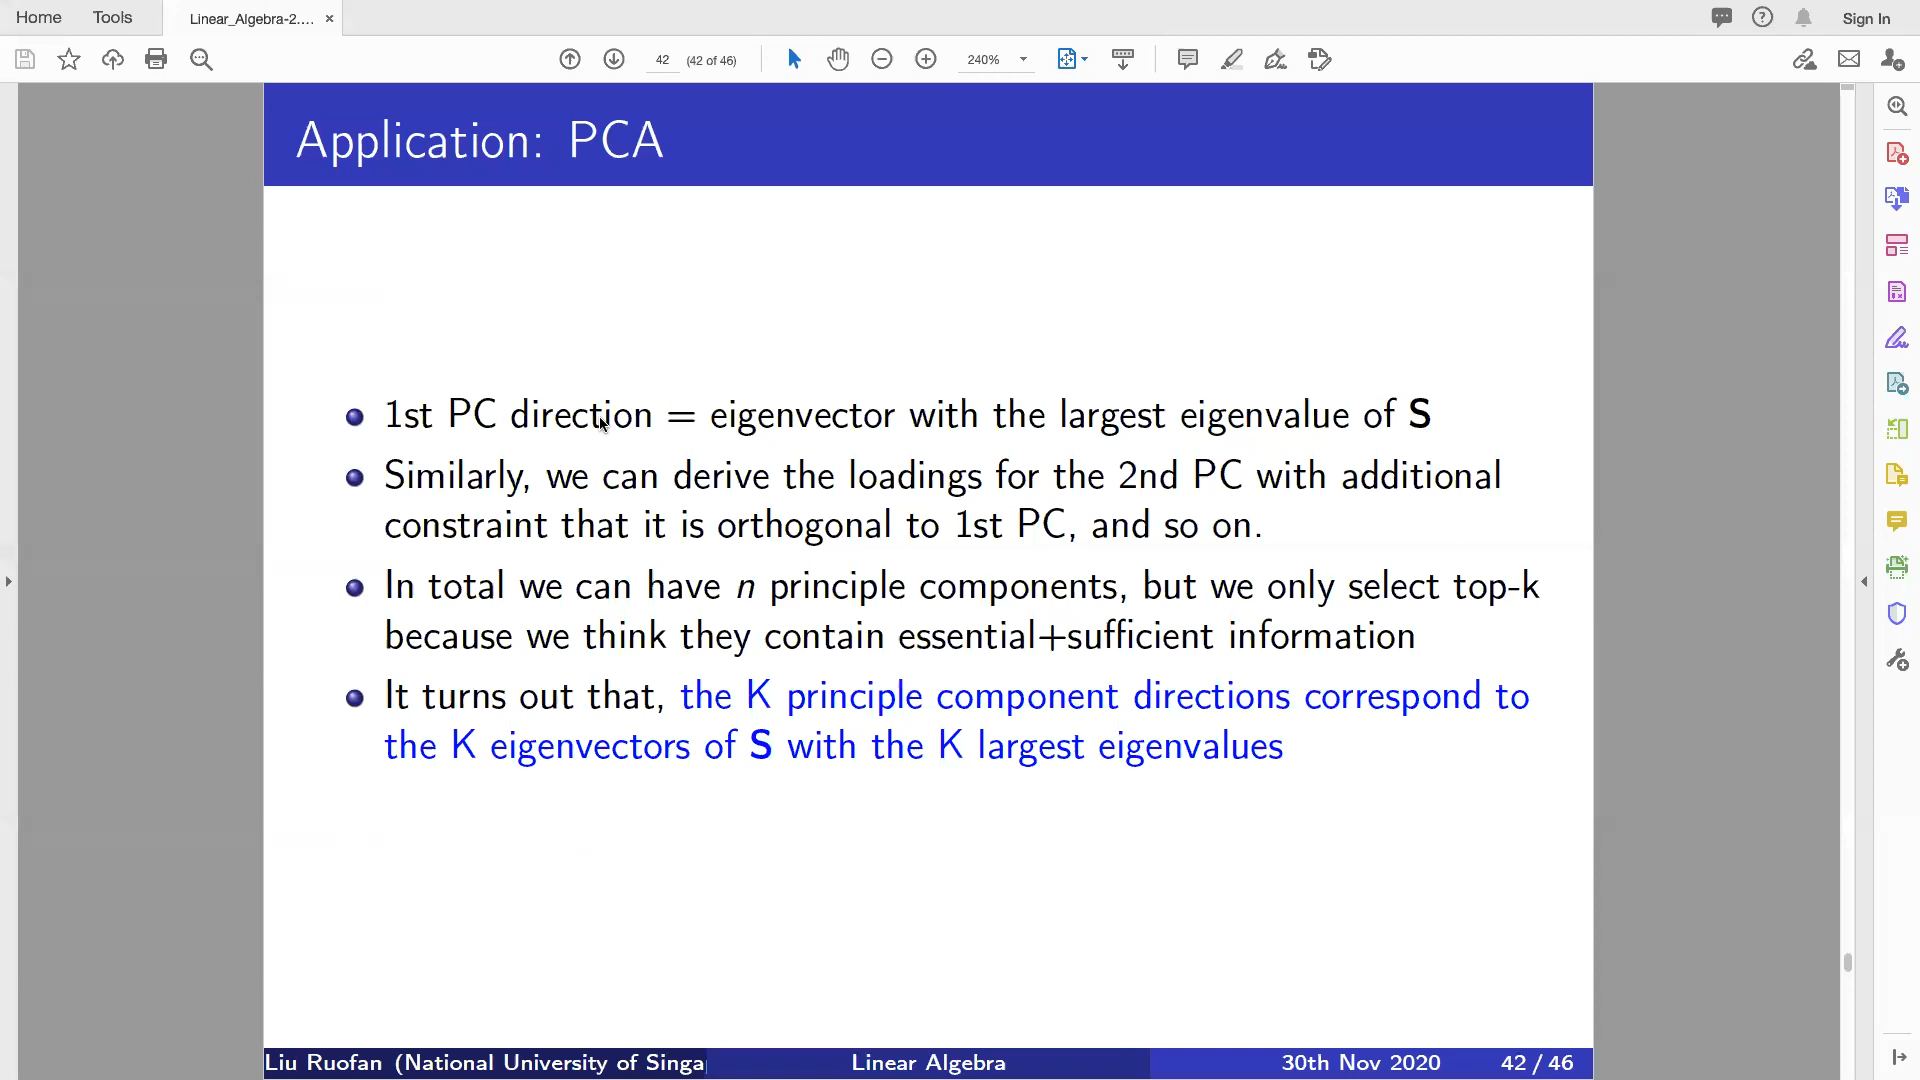 Home Tools Linear_Algebra-2.... × Sign In
42 (42 of 46) 240%
Application: PCA
1st PC direction = eigenvector with the largest eigenvalue of S
Similarly, we can derive the loadings for the 2nd PC with additional
constraint that it is orthogonal to 1st PC, and so on.
In total we can have n principle components, but we only select top-k
because we think they contain essential+sufficient information
It turns out that, the K principle component directions correspond to
the K eigenvectors of S with the K largest eigenvalues
Liu Ruofan (National University of Singa Linear Algebra 30th Nov 2020 42 / 46